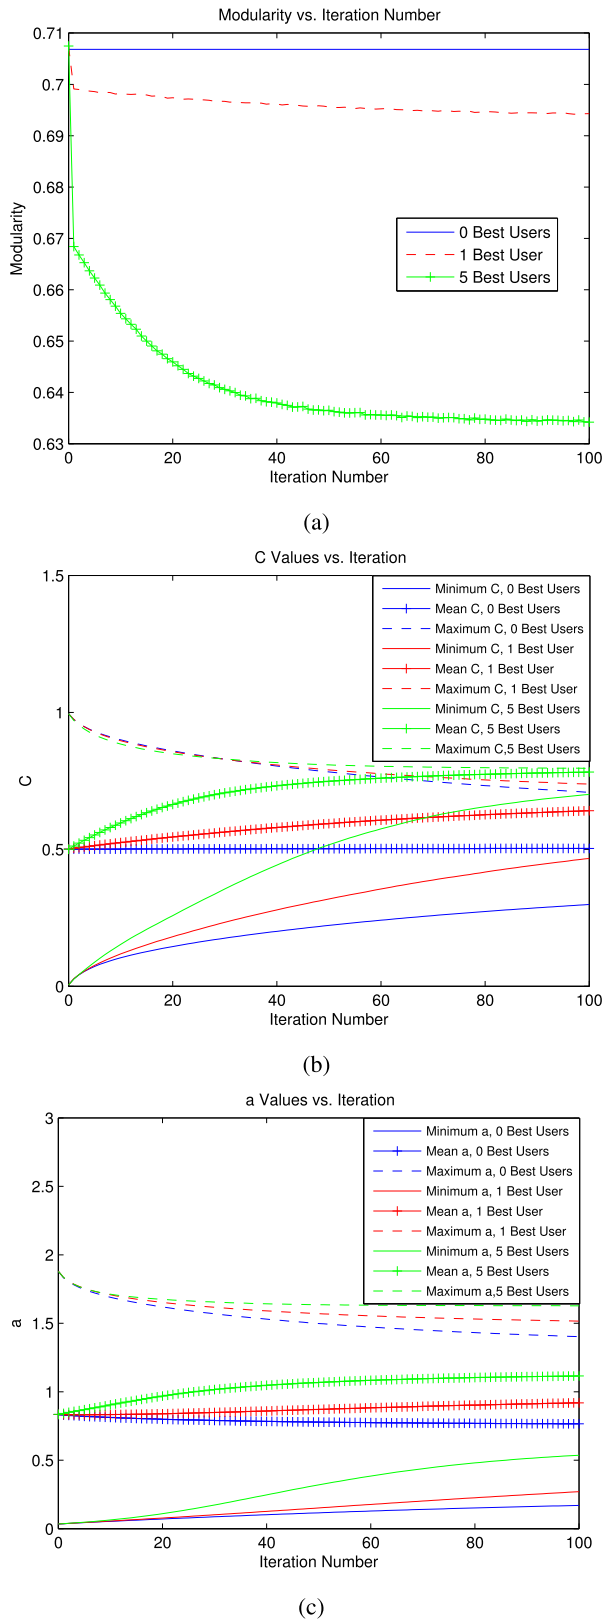 Modularity vs. Iteration Number
0.71
0.7
0.69
0.68
0.67
0.66
0.65
0.64
0.63
Modularity
0 Best Users
1 Best User
5 Best Users
0 20 40 60 80 100
Iteration Number
(a)
C Values vs. Iteration
1.5
1
0.5
0
C
Minimum C, 0 Best Users
Mean C, 0 Best Users
Maximum C, 0 Best Users
Minimum C, 1 Best User
Mean C, 1 Best User
Maximum C, 1 Best User
Minimum C, 5 Best Users
Mean C, 5 Best Users
Maximum C,5 Best Users
0 20 40 60 80 100
Iteration Number
(b)
a Values vs. Iteration
3
2.5
2
1.5
1
0.5
0
a
Minimum a, 0 Best Users
Mean a, 0 Best Users
Maximum a, 0 Best Users
Minimum a, 1 Best User
Mean a, 1 Best User
Maximum a, 1 Best User
Minimum a, 5 Best Users
Mean a, 5 Best Users
Maximum a,5 Best Users
0 20 40 60 80 100
Iteration Number
(c)